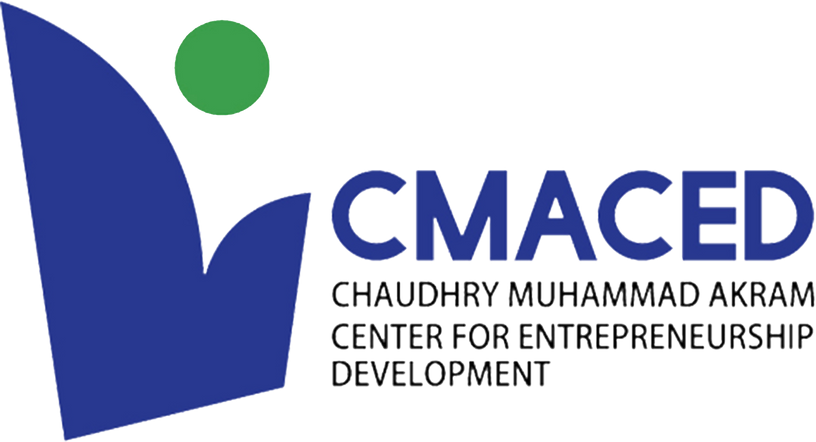 CMACED
CHAUDHRY MUHAMMAD AKRAM
CENTER FOR ENTREPRENEURSHIP
DEVELOPMENT